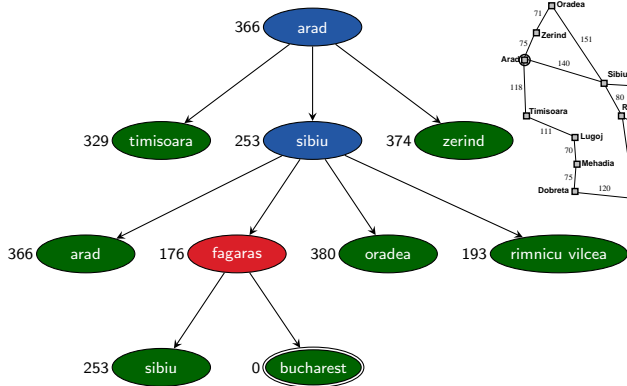 366 arad
Oradea
71
Zerind
75
151
Arad
140
Sibiu
118
80
R
Timisoara
111
Lugoj
70
Mehadia
75
Dobreta
120
329 timisoara 253 sibiu 374 zerind
366 arad 176 fagaras 380 oradea 193 rimnicu vilcea
253 sibiu 0 bucharest